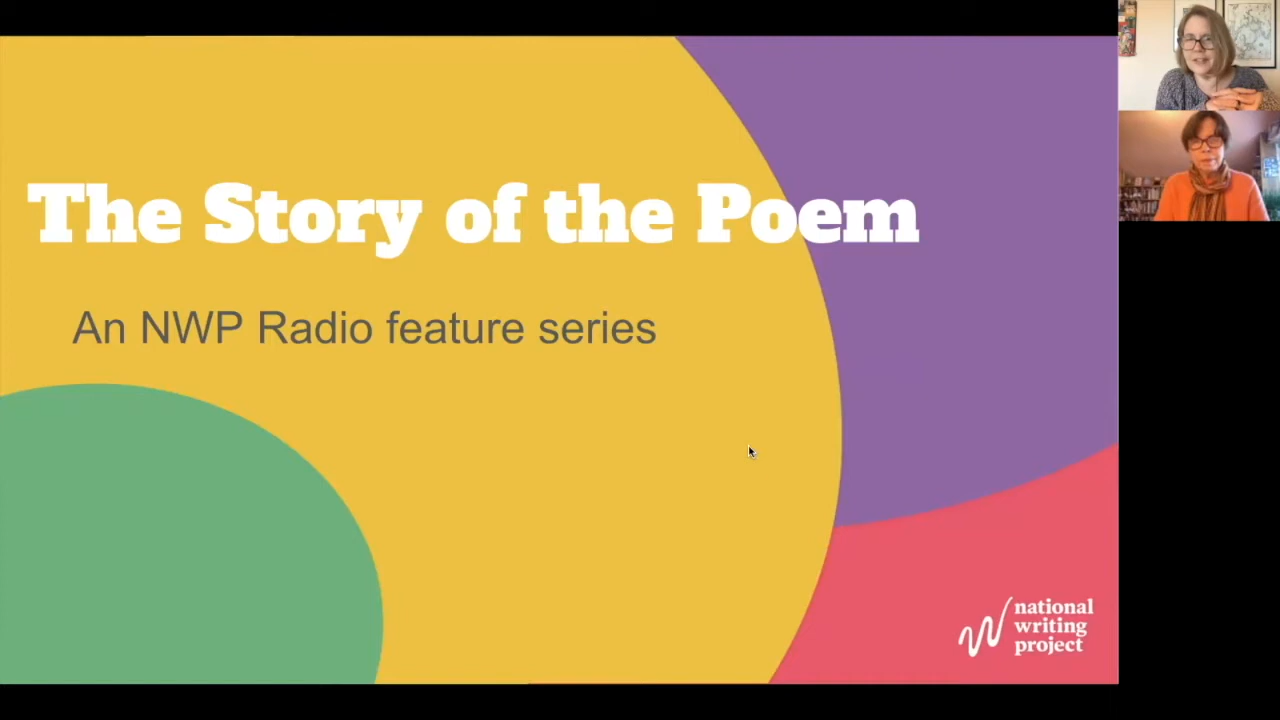 The Story of the Poem
An NWP Radio feature series
national
writing
project